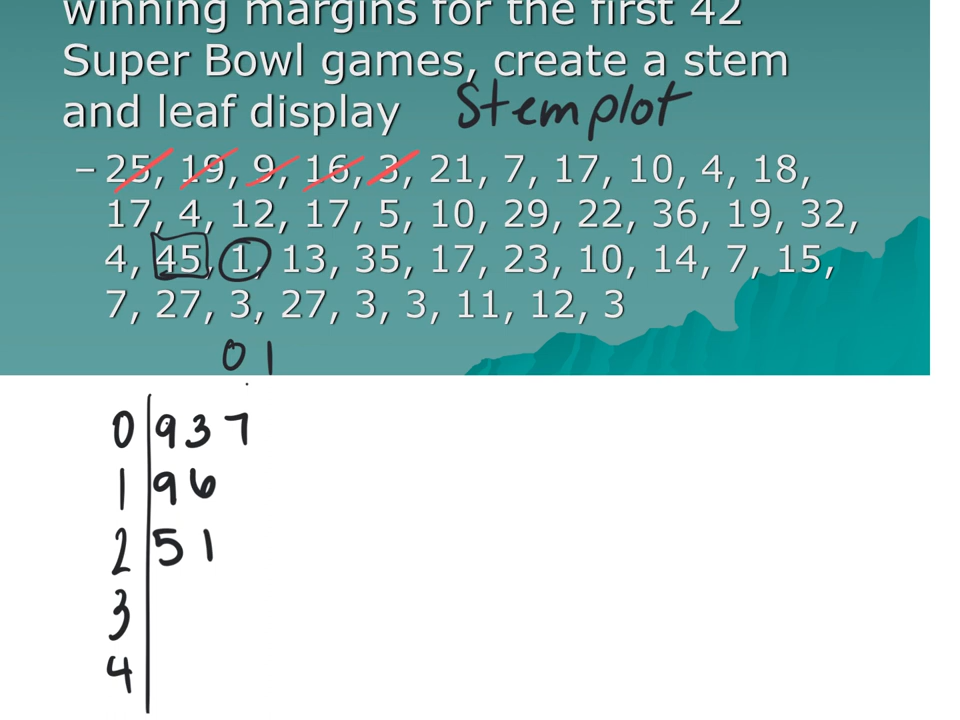 winning margins for the first 42
Super Bowl games, create a stem
and leaf display Stemplot
– 25, 19, 9, 16, 3, 21, 7, 17, 10, 4, 18,
17, 4, 12, 17, 5, 10, 29, 22, 36, 19, 32,
4, 45, 1, 13, 35, 17, 23, 10, 14, 7, 15,
7, 27, 3, 27, 3, 3, 11, 12, 3
0 1
0 | 9 3 7
1 | 9 6
2 | 5 1
3 |
4 |